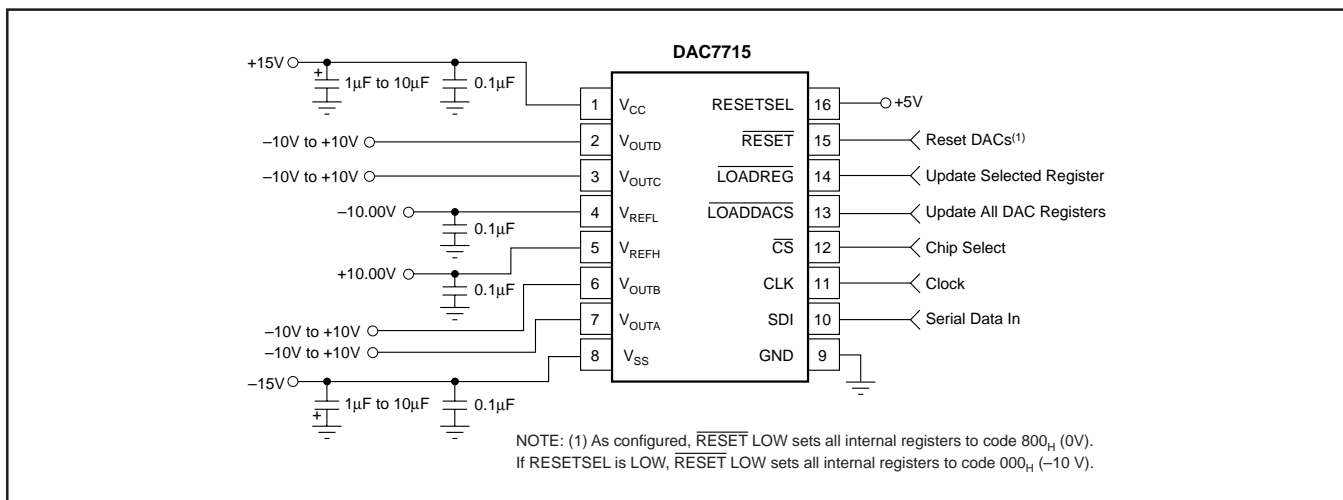 DAC7715
+15V
+
1µF to 10µF
0.1µF
1
V_CC
RESETSEL
16
+5V
–10V to +10V
2
V_OUTD
RESET
15
Reset DACs(1)
–10V to +10V
3
V_OUTC
LOADREG
14
Update Selected Register
–10.00V
0.1µF
4
V_REFL
LOADDACS
13
Update All DAC Registers
+10.00V
0.1µF
5
V_REFH
CS
12
Chip Select
–10V to +10V
6
V_OUTB
CLK
11
Clock
–10V to +10V
7
V_OUTA
SDI
10
Serial Data In
–15V
+
1µF to 10µF
0.1µF
8
V_SS
GND
9
NOTE: (1) As configured, RESET LOW sets all internal registers to code 800_H (0V).
If RESETSEL is LOW, RESET LOW sets all internal registers to code 000_H (–10 V).